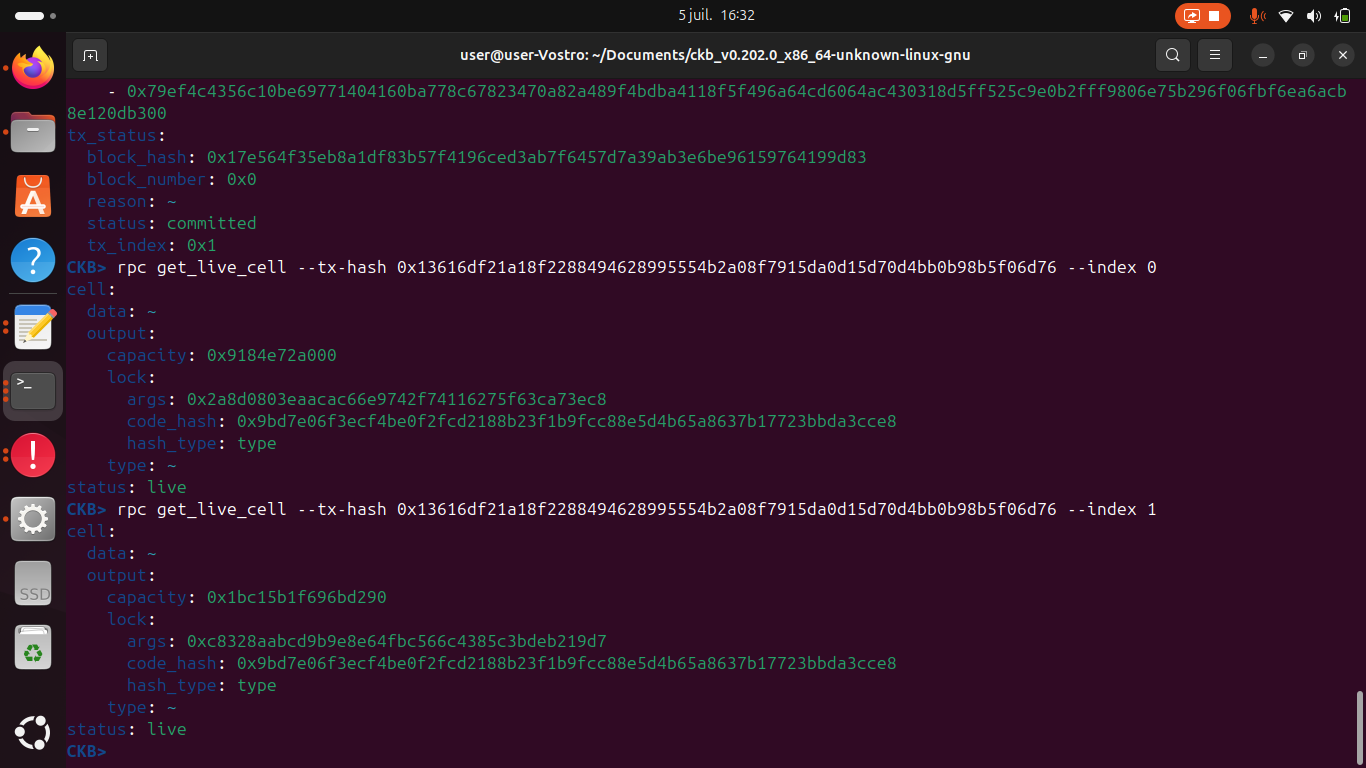 5 juil. 16:32
user@user-Vostro: ~/Documents/ckb_v0.202.0_x86_64-unknown-linux-gnu
- 0x79ef4c4356c10be69771404160ba778c67823470a82a489f4bdba4118f5f496a64cd6064ac430318d5ff525c9e0b2fff9806e75b296f06fbf6ea6acb
8e120db300
tx_status:
block_hash: 0x17e564f35eb8a1df83b57f4196ced3ab7f6457d7a39ab3e6be96159764199d83
block_number: 0x0
reason: ~
status: committed
tx_index: 0x1
CKB> rpc get_live_cell --tx-hash 0x13616df21a18f2288494628995554b2a08f7915da0d15d70d4bb0b98b5f06d76 --index 0
cell:
data: ~
output:
capacity: 0x9184e72a000
lock:
args: 0x2a8d0803eaacac66e9742f74116275f63ca73ec8
code_hash: 0x9bd7e06f3ecf4be0f2fcd2188b23f1b9fcc88e5d4b65a8637b17723bbda3cce8
hash_type: type
type: ~
status: live
CKB> rpc get_live_cell --tx-hash 0x13616df21a18f2288494628995554b2a08f7915da0d15d70d4bb0b98b5f06d76 --index 1
cell:
data: ~
output:
capacity: 0x1bc15b1f696bd290
lock:
args: 0xc8328aabcd9b9e8e64fbc566c4385c3bdeb219d7
code_hash: 0x9bd7e06f3ecf4be0f2fcd2188b23f1b9fcc88e5d4b65a8637b17723bbda3cce8
hash_type: type
type: ~
status: live
CKB>
SSD